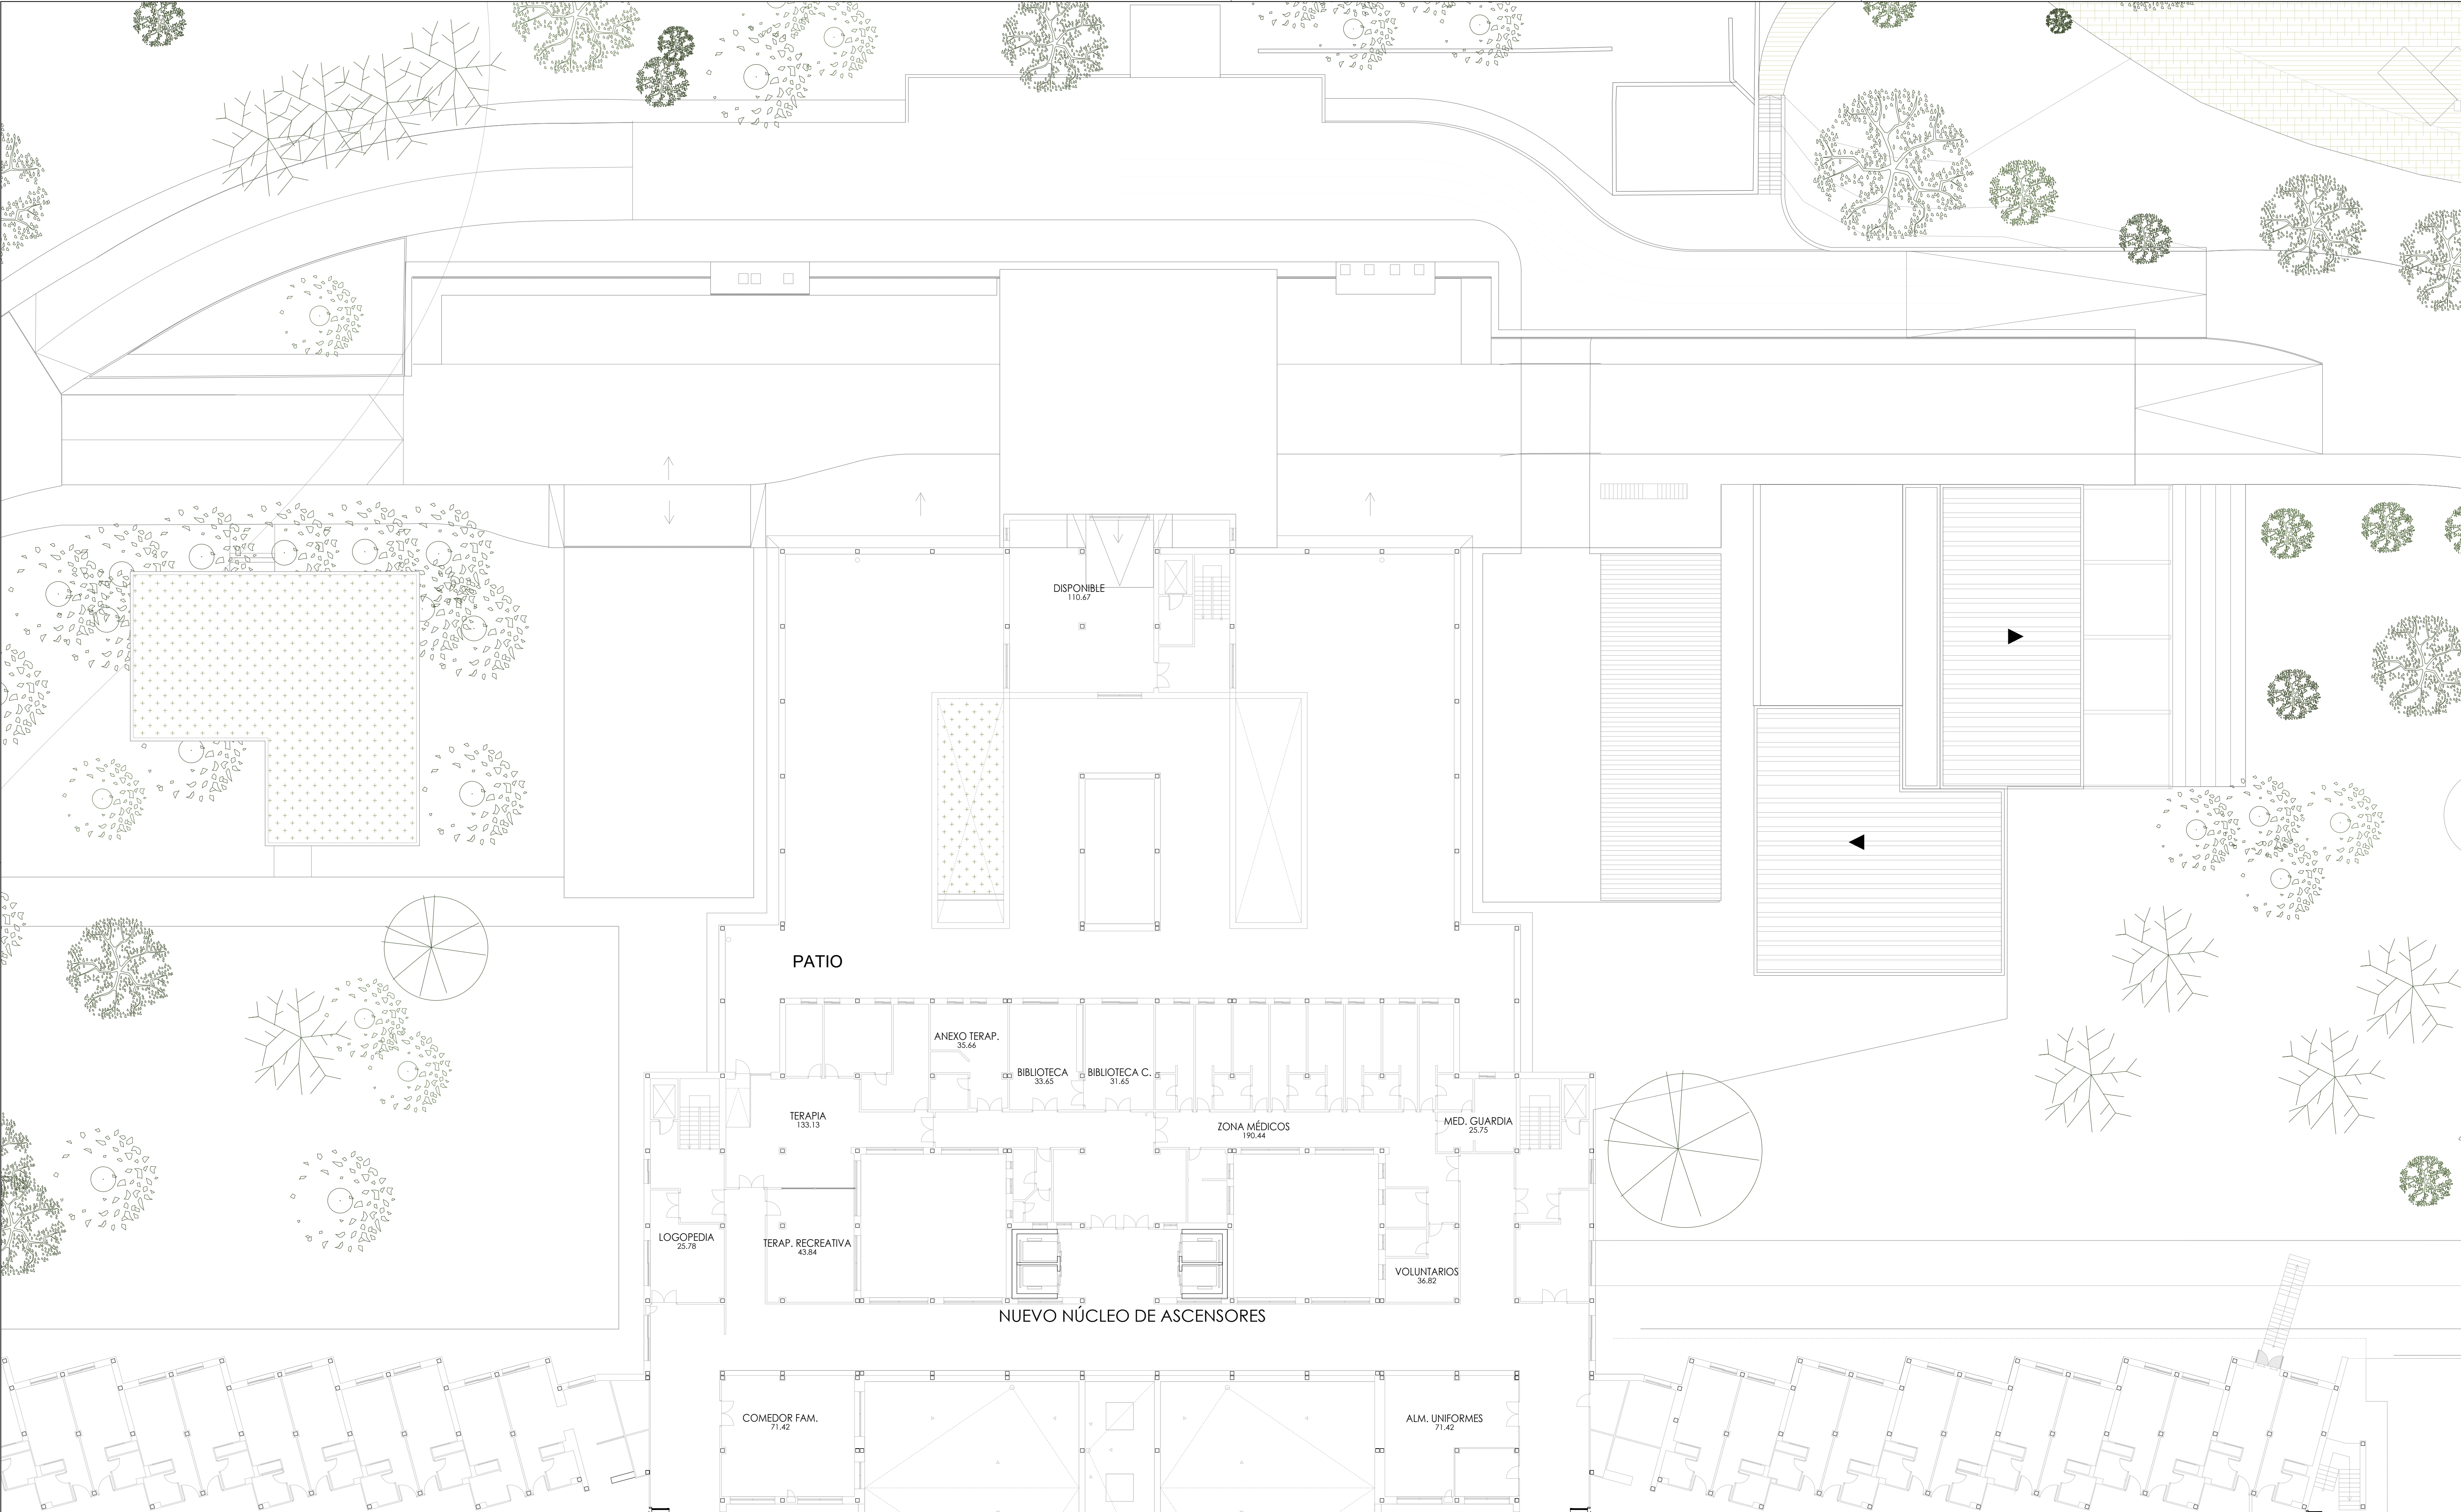 DISPONIBLE
110.67
PATIO
ANEXO TERAP.
35.66
BIBLIOTECA
33.65
BIBLIOTECA C.
31.65
TERAPIA
133.13
ZONA MÉDICOS
190.44
MED. GUARDIA
25.75
LOGOPEDIA
25.78
TERAP. RECREATIVA
43.84
VOLUNTARIOS
36.82
NUEVO NÚCLEO DE ASCENSORES
COMEDOR FAM.
71.42
ALM. UNIFORMES
71.42